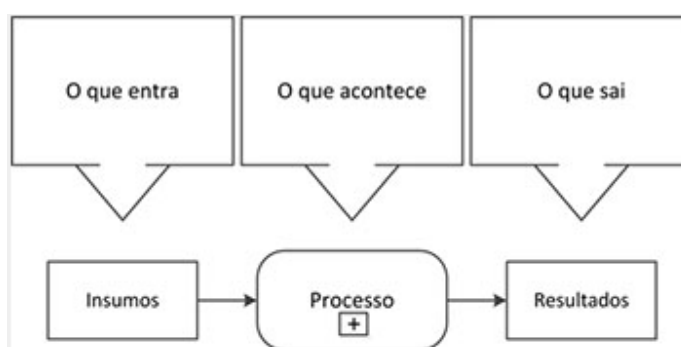 O que entra
O que acontece
O que sai
Insumos
Processo
+
Resultados